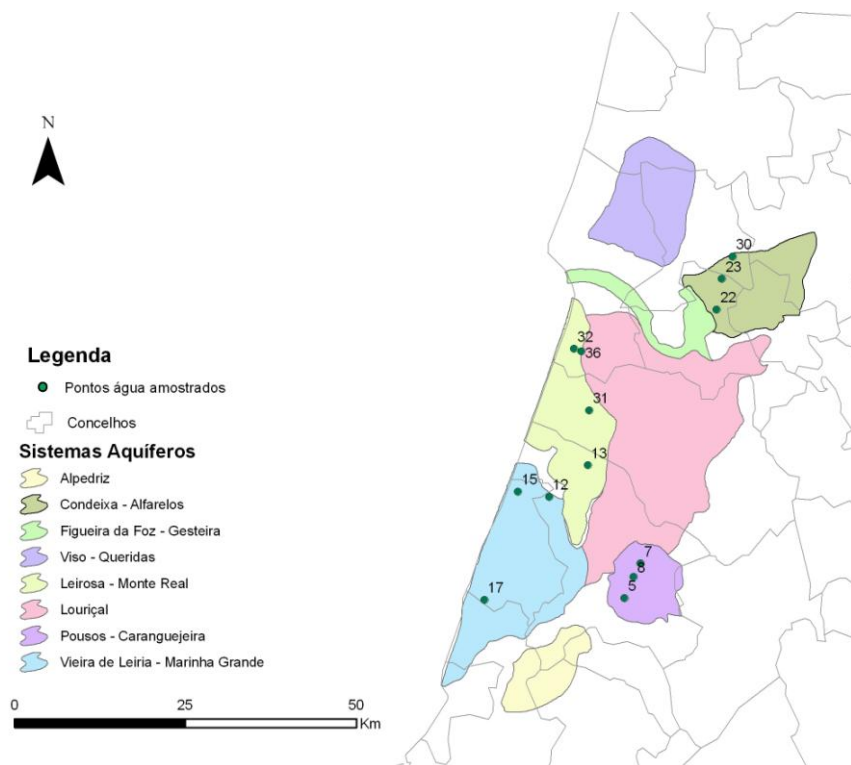 N
30
23
22
32
36
31
13
15
12
17
7
8
5
Legenda
Pontos água amostrados
Concelhos
Sistemas Aquíferos
Alpedriz
Condeixa - Alfarelos
Figueira da Foz - Gesteira
Viso - Queridas
Leirosa - Monte Real
Louriçal
Pousos - Caranguejeira
Vieira de Leiria - Marinha Grande
0 25 50
Km